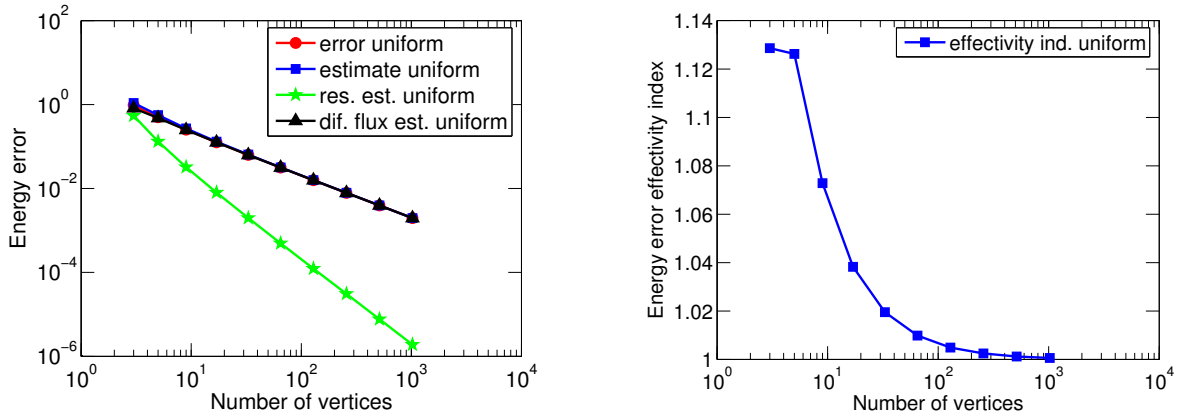 10^2
10^0
10^-2
10^-4
10^-6
Energy error
10^0
10^1
10^2
10^3
10^4
Number of vertices
error uniform
estimate uniform
res. est. uniform
dif. flux est. uniform
1.14
1.12
1.1
1.08
1.06
1.04
1.02
1
Energy error effectivity index
10^0
10^1
10^2
10^3
10^4
Number of vertices
effectivity ind. uniform